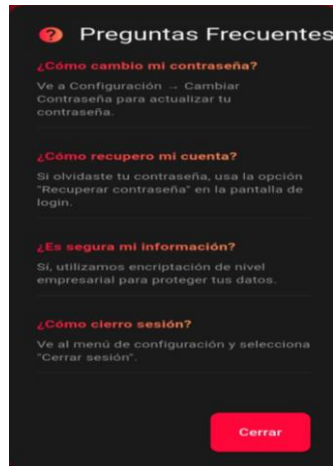 ?
Preguntas Frecuentes
¿Cómo cambio mi contraseña?
Ve a Configuración → Cambiar
Contraseña para actualizar tu
contraseña.
¿Cómo recupero mi cuenta?
Si olvidaste tu contraseña, usa la opción
"Recuperar contraseña" en la pantalla de
login.
¿Es segura mi información?
Sí, utilizamos encriptación de nivel
empresarial para proteger tus datos.
¿Cómo cierro sesión?
Ve al menú de configuración y selecciona
"Cerrar sesión".
Cerrar